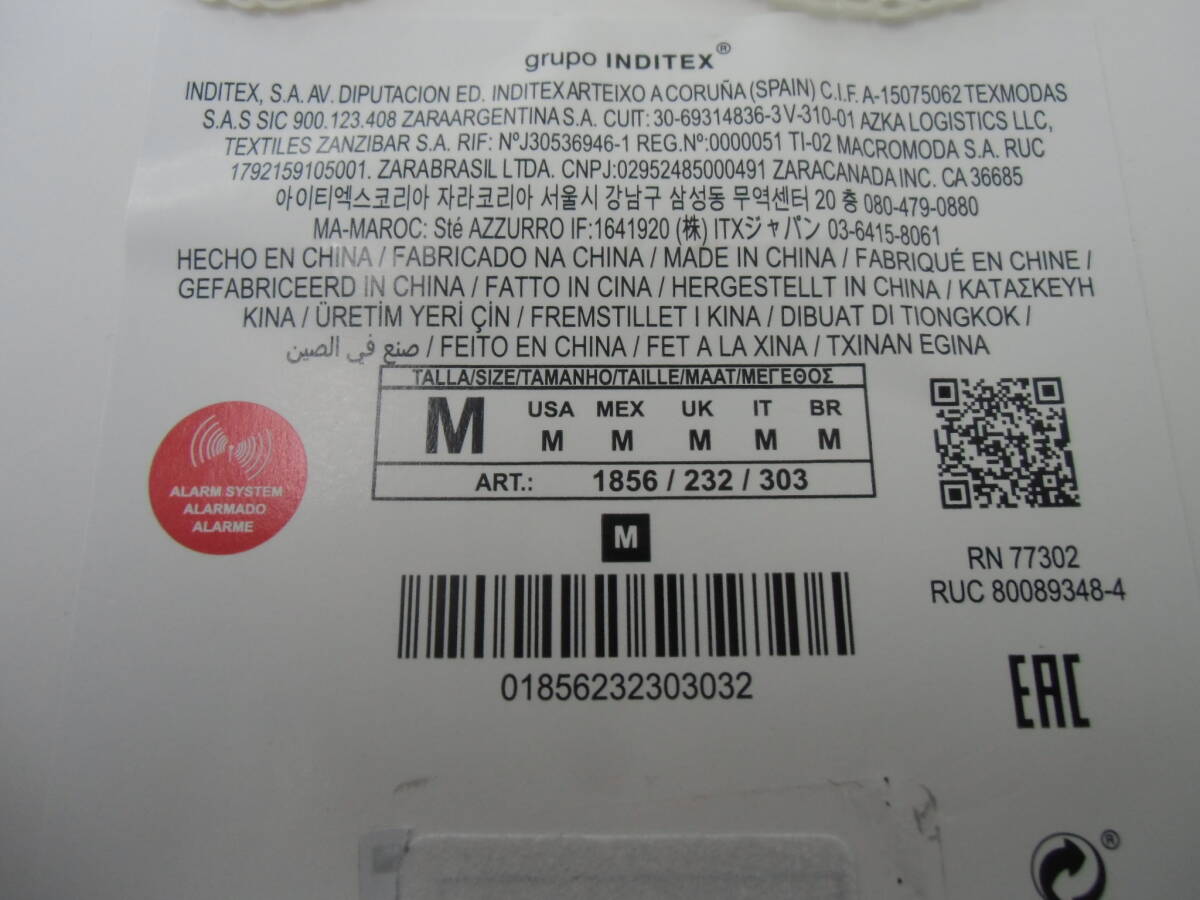 grupo INDITEX®
INDITEX, S.A. AV. DIPUTACION ED. INDITEX ARTEIXO A CORUÑA (SPAIN) C.I.F. A-15075062 TEXMODAS
S.A.S SIC 900.123.408 ZARA ARGENTINA S.A. CUIT: 30-69314836-3 V-310-01 AZKA LOGISTICS LLC,
TEXTILES ZANZIBAR S.A. RIF: NºJ30536946-1 REG.Nº:0000051 TI-02 MACROMODA S.A. RUC
1792159105001. ZARA BRASIL LTDA. CNPJ:02952485000491 ZARA CANADA INC. CA 36685
아이티엑스코리아 자라코리아 서울시 강남구 삼성동 무역센터 20 층 080-479-0880
MA-MAROC: Sté AZZURRO IF:1641920 (株) ITXジャパン 03-6415-8061
HECHO EN CHINA / FABRICADO NA CHINA / MADE IN CHINA / FABRIQUÉ EN CHINE /
GEFABRICEERD IN CHINA / FATTO IN CINA / HERGESTELLT IN CHINA / ΚΑΤΑΣΚΕΥΗ
ΚΙΝΑ / ÜRETİM YERİ ÇİN / FREMSTILLET I KINA / DIBUAT DI TIONGKOK /
صنع في الصين / FEITO EN CHINA / FET A LA XINA / TXINAN EGINA
TALLA/SIZE/TAMANHO/TAILLE/MAAT/ΜΕΓΕΘΟΣ
M USA MEX UK IT BR
M M M M M
ART.: 1856 / 232 / 303
ALARM SYSTEM
ALARMADO
ALARME
M
RN 77302
RUC 80089348-4
01856232303032
EAC
®